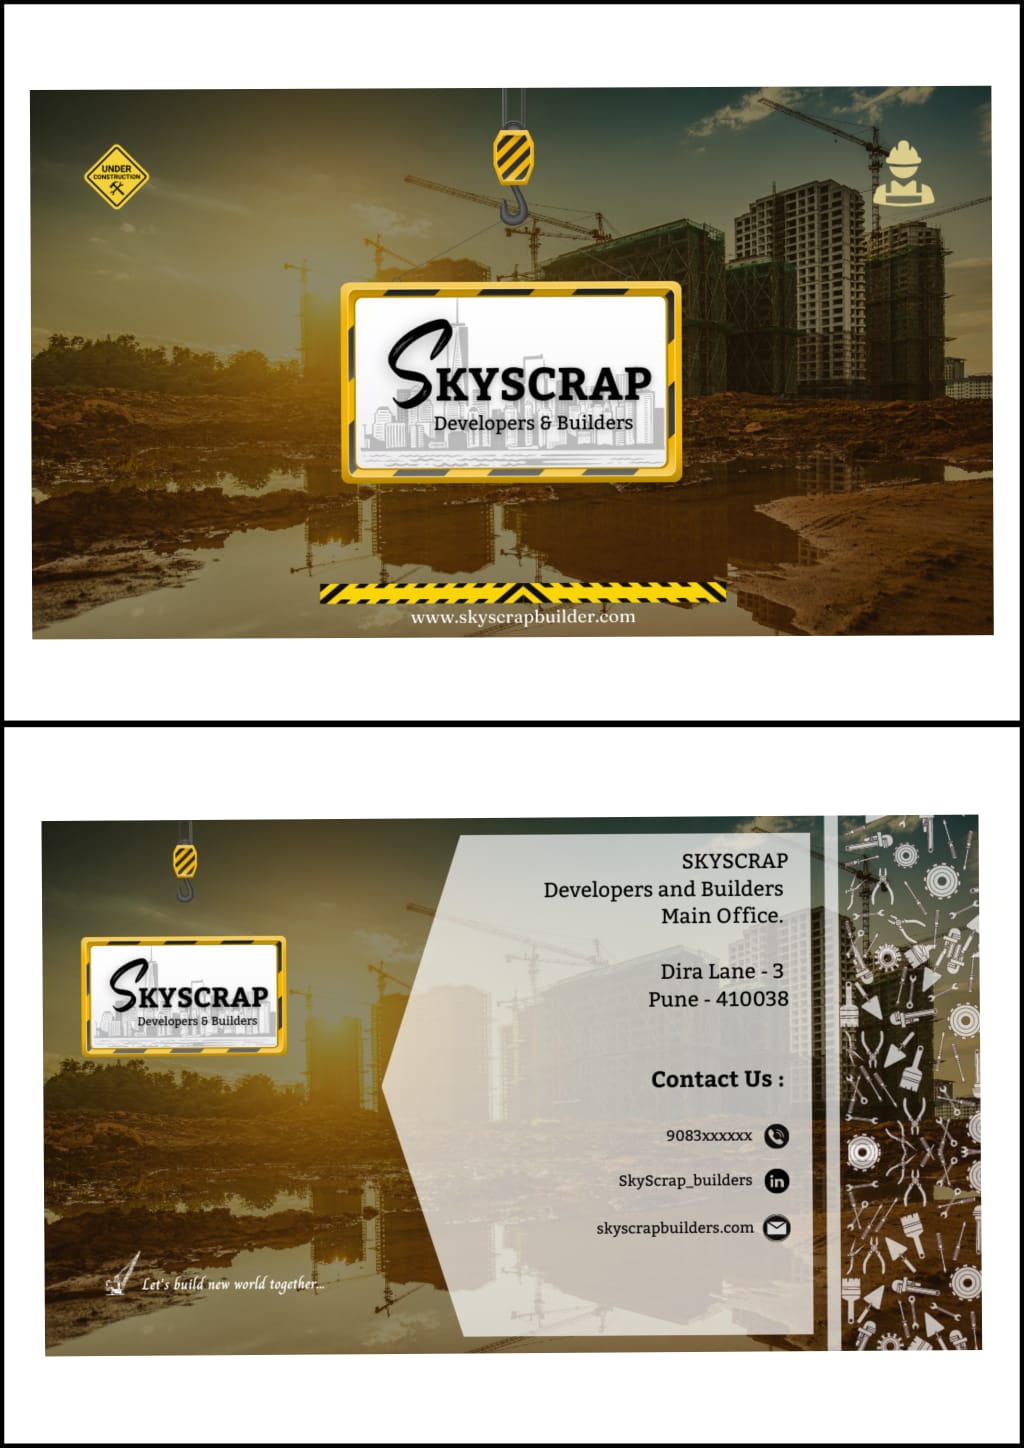 UNDER
CONSTRUCTION
SKYSCRAP
Developers & Builders
www.skyscrapbuilder.com
SKYSCRAP
Developers and Builders
Main Office.
Dira Lane - 3
Pune - 410038
SKYSCRAP
Developers & Builders
Contact Us :
9083xxxxxx
in
SkyScrap_builders
skyscrapbuilders.com
Let's build new world together...